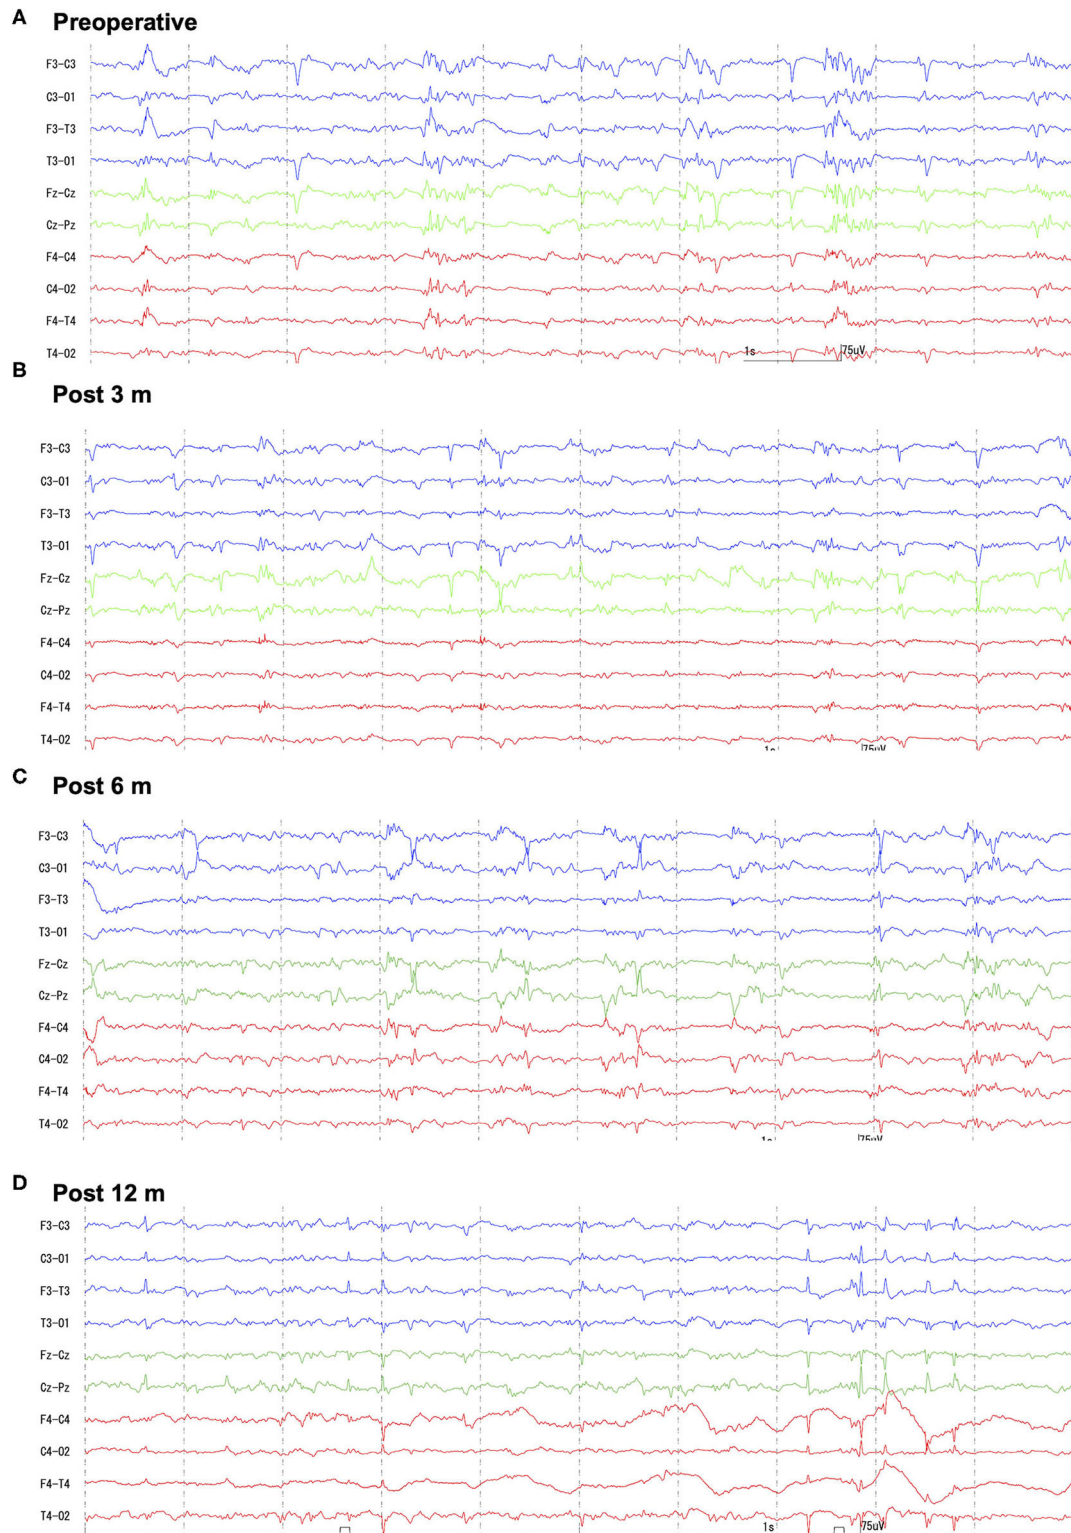 A Preoperative
F3-C3
C3-O1
F3-T3
T3-O1
Fz-Cz
Cz-Pz
F4-C4
C4-O2
F4-T4
T4-O2
1s 75uV
B
Post 3 m
F3-C3
C3-O1
F3-T3
T3-O1
Fz-Cz
Cz-Pz
F4-C4
C4-O2
F4-T4
T4-O2
1s 75uV
C
Post 6 m
F3-C3
C3-O1
F3-T3
T3-O1
Fz-Cz
Cz-Pz
F4-C4
C4-O2
F4-T4
T4-O2
1s 75uV
D
Post 12 m
F3-C3
C3-O1
F3-T3
T3-O1
Fz-Cz
Cz-Pz
F4-C4
C4-O2
F4-T4
T4-O2
1s 75uV